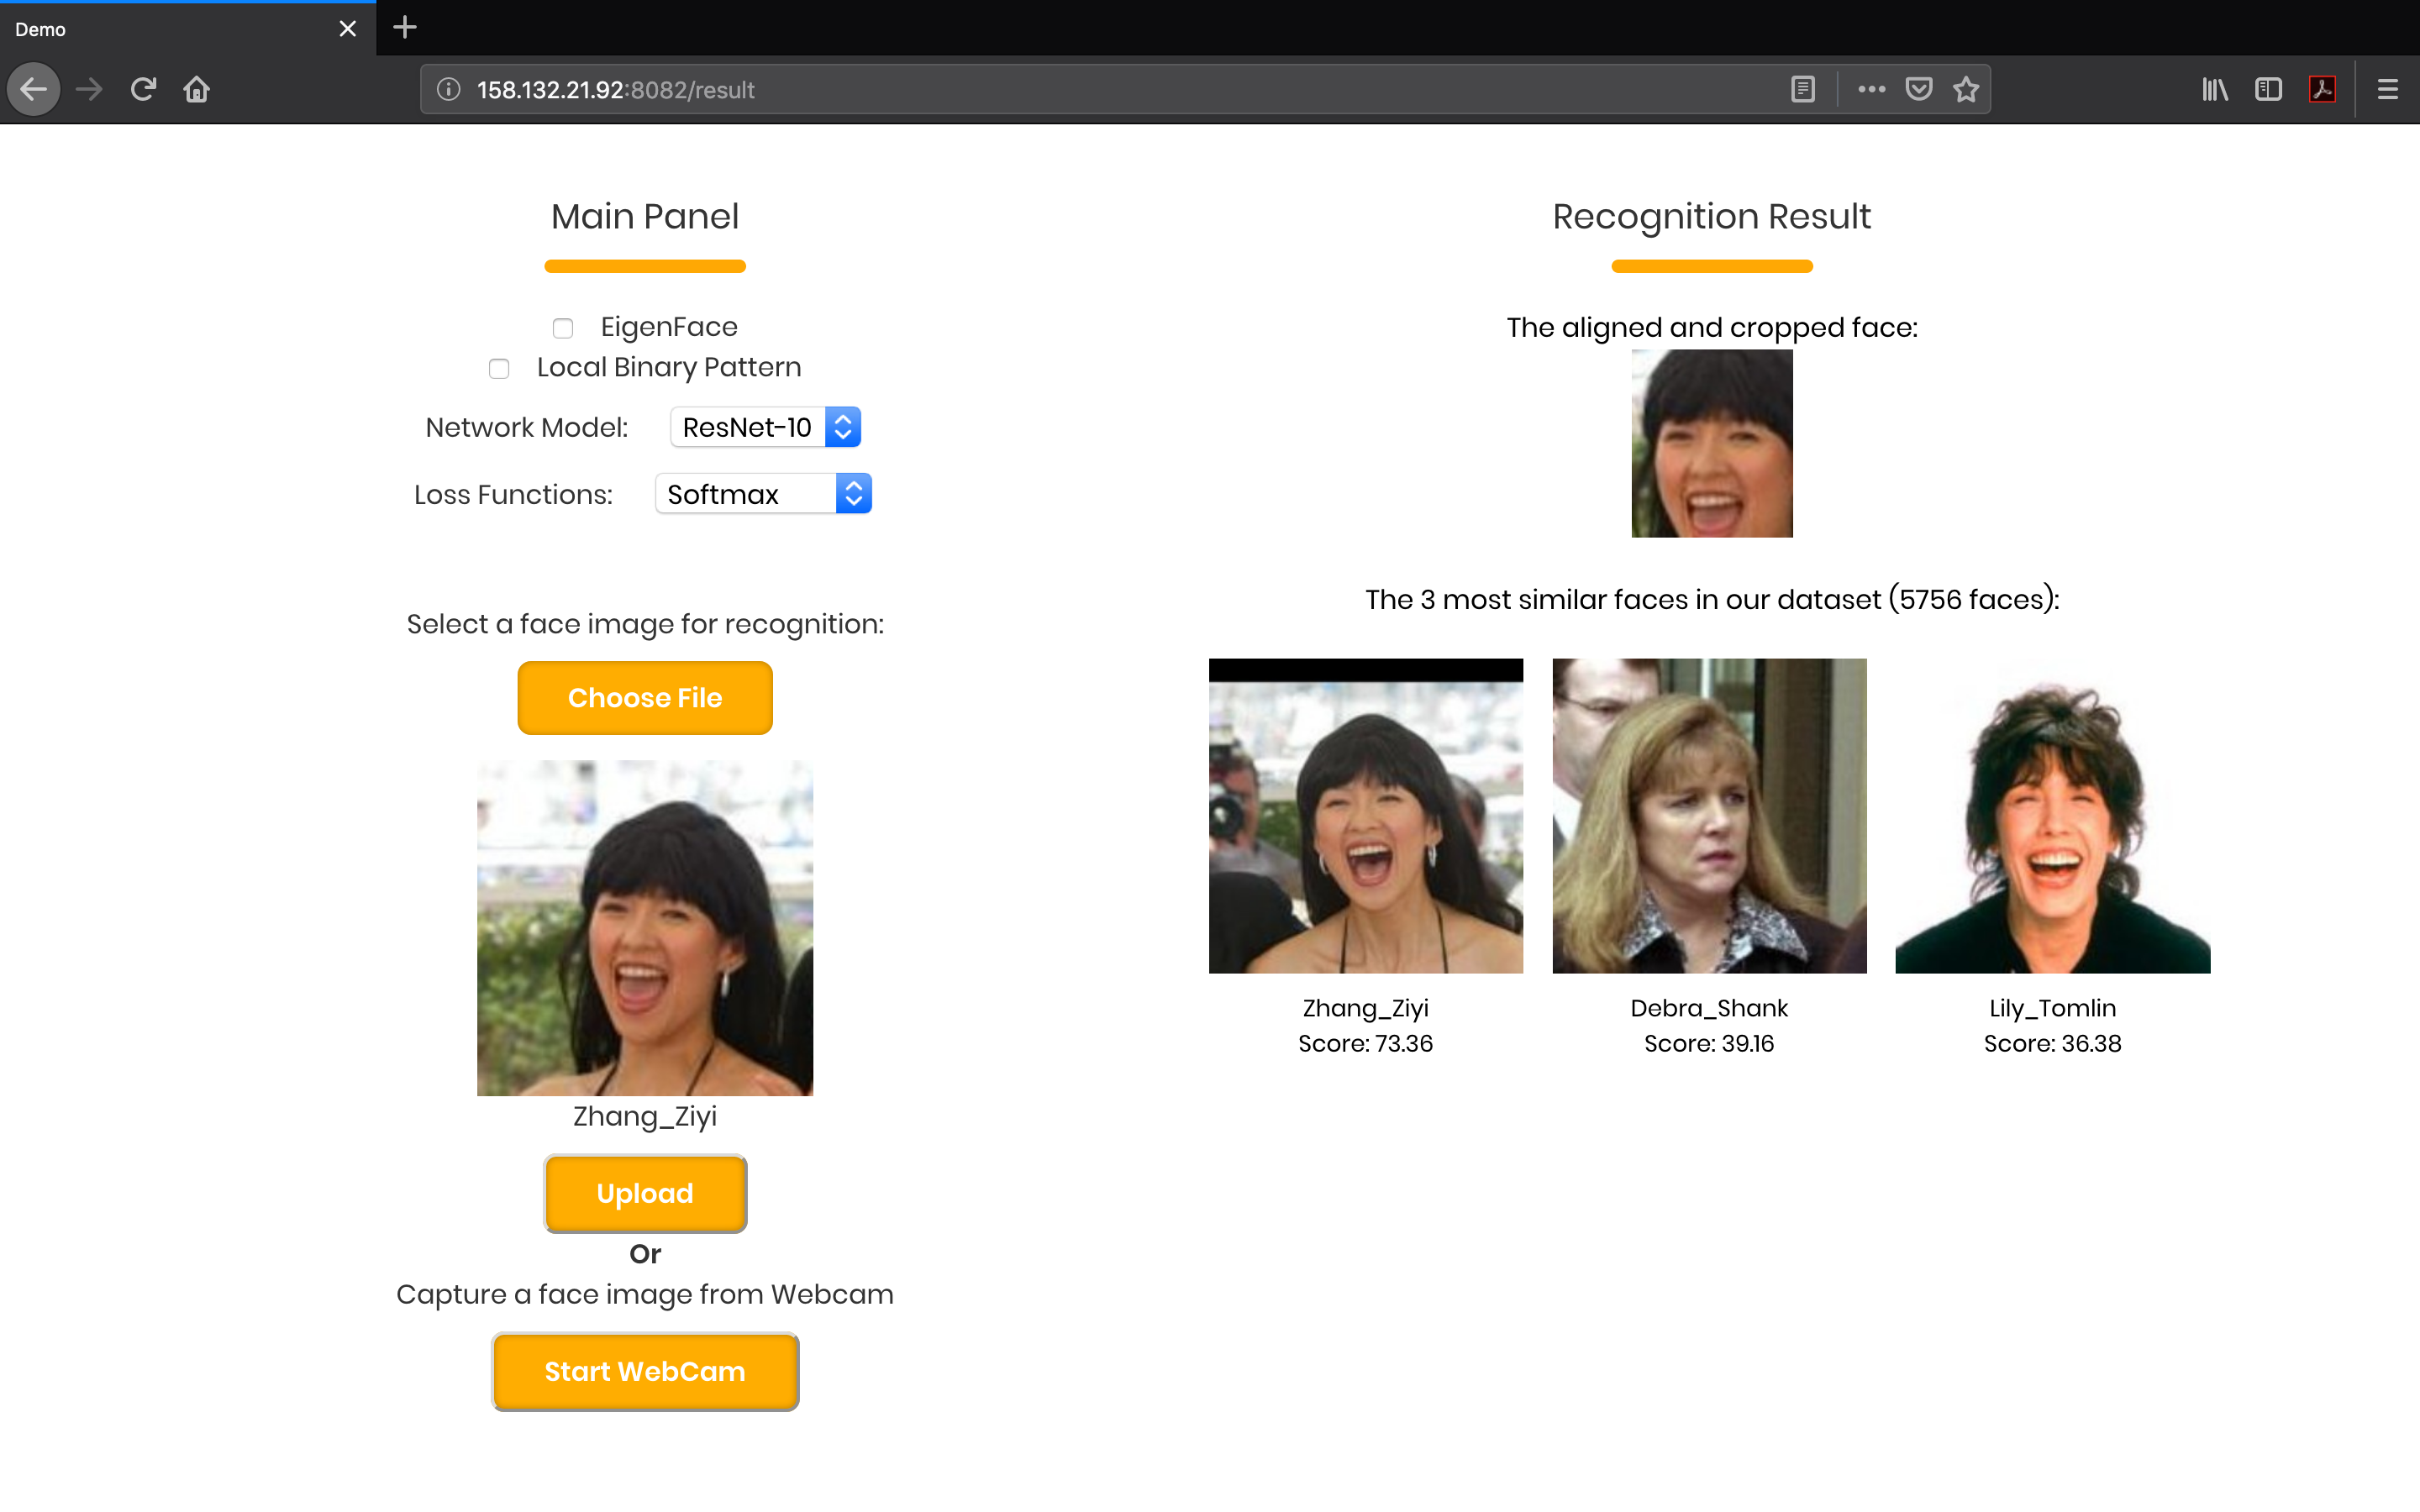 Demo
158.132.21.92:8082/result
Main Panel
EigenFace
Local Binary Pattern
Network Model: ResNet-10
Loss Functions: Softmax
Select a face image for recognition:
Choose File
Zhang_Ziyi
Upload
Or
Capture a face image from Webcam
Start WebCam
Recognition Result
The aligned and cropped face:
The 3 most similar faces in our dataset (5756 faces):
Zhang_Ziyi
Score: 73.36
Debra_Shank
Score: 39.16
Lily_Tomlin
Score: 36.38